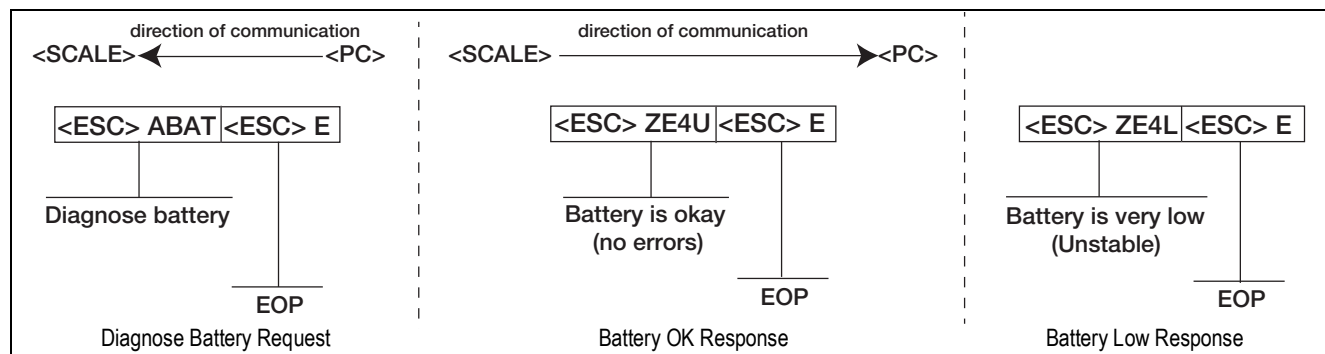 direction of communication
<SCALE> <PC>
<ESC> ABAT <ESC> E
Diagnose battery
EOP
Diagnose Battery Request
direction of communication
<SCALE> <PC>
<ESC> ZE4U <ESC> E
Battery is okay
(no errors)
EOP
Battery OK Response
<ESC> ZE4L <ESC> E
Battery is very low
(Unstable)
EOP
Battery Low Response